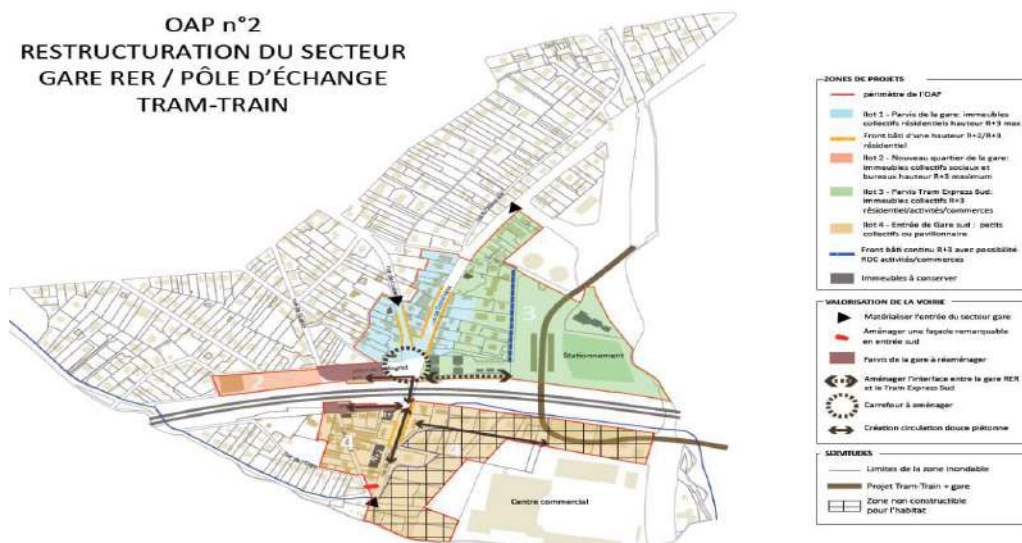 OAP n°2
RESTRUCTURATION DU SECTEUR
GARE RER / PÔLE D'ÉCHANGE
TRAM-TRAIN
3
Stationnement
2
4
Centre commercial
ZONES DE PROJETS
périmètre de l'OAP
Ilot 1 - Parvis de la gare: immeubles
collectifs résidentiels hauteur R+3 max
Front bâti d'une hauteur R+2/R+3
résidentiel
Ilot 2 - Nouveau quartier de la gare:
immeubles collectifs sociaux et
bureaux hauteur R+3 maximum
Ilot 3 - Parvis Tram Express Sud:
immeubles collectifs R+3
résidentiel/activités/commerces
Ilot 4 - Entrée de Gare sud : petits
collectifs ou pavillonnaire
Front bâti continu R+3 avec possibilité
RDC activités/commerces
Immeubles à conserver
VALORISATION DE LA VOIRIE
Matérialiser l'entrée du secteur gare
Aménager une façade remarquable
en entrée sud
Parvis de la gare à réaménager
Aménager l'interface entre la gare RER
et le Tram Express Sud
Carrefour à aménager
Création circulation douce piétonne
SERVITUDES
Limites de la zone inondable
Projet Tram-Train + gare
Zone non constructible
pour l'habitat